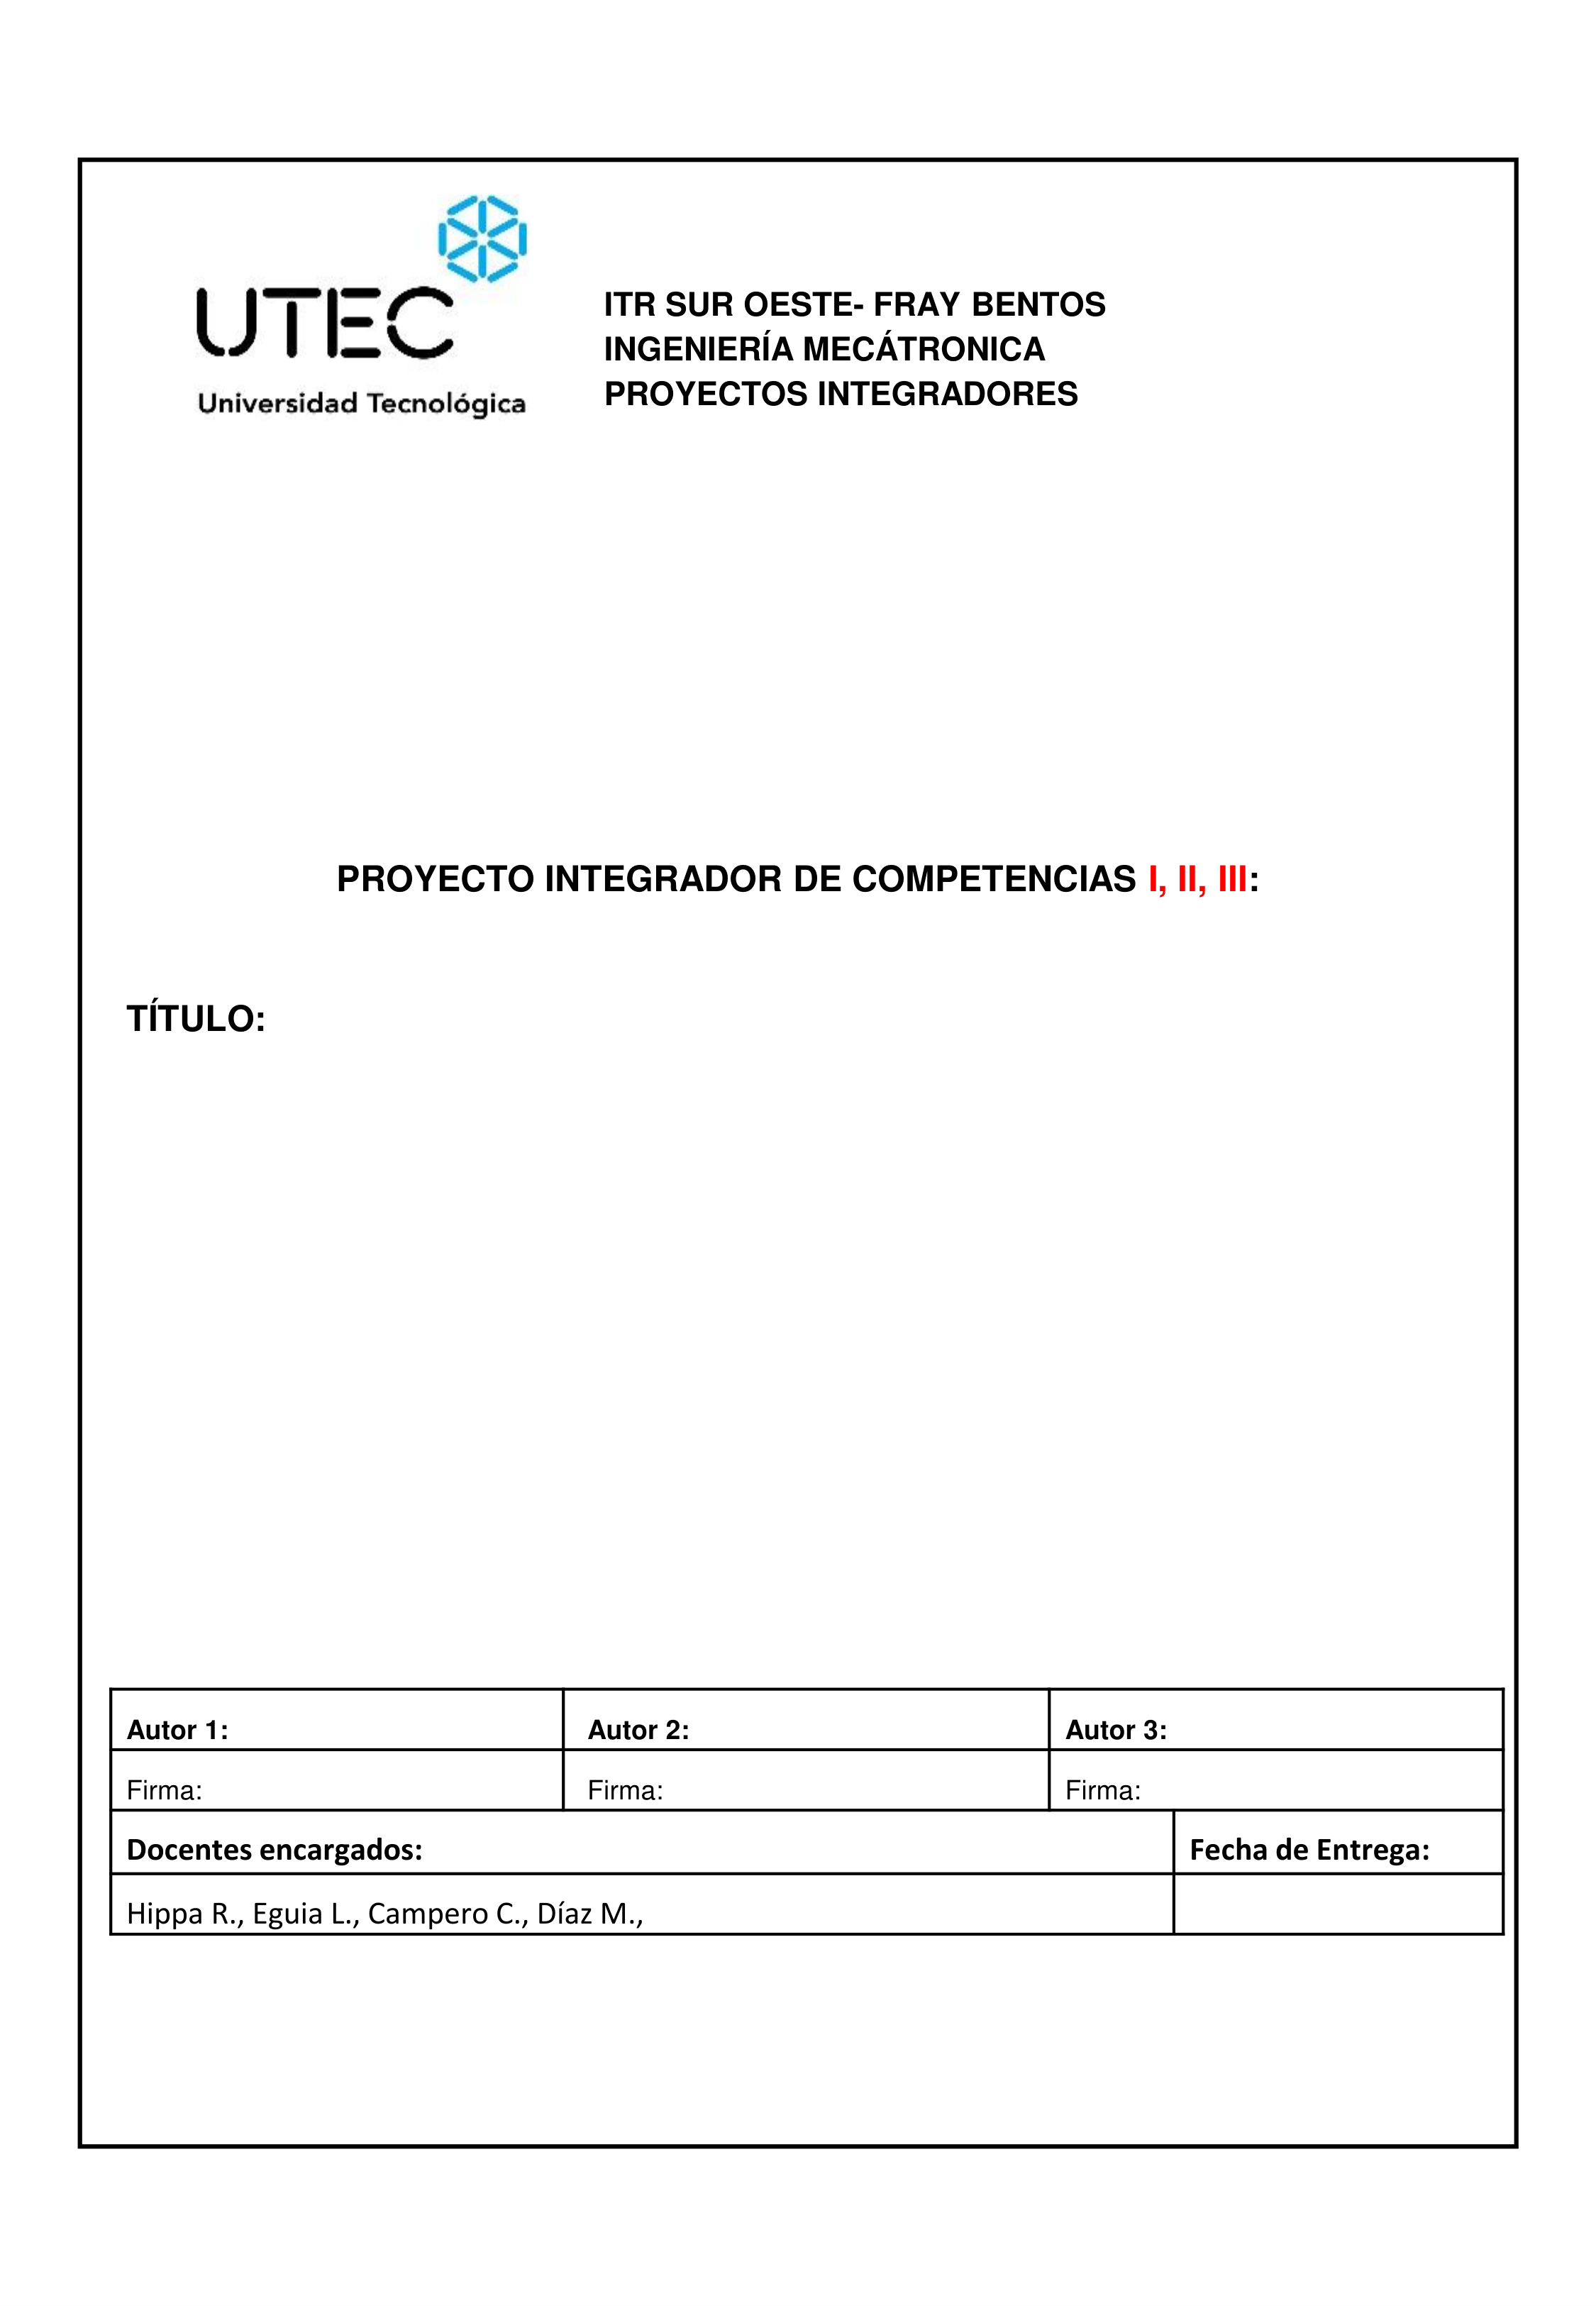 UTEC
Universidad Tecnológica
ITR SUR OESTE- FRAY BENTOS
INGENIERÍA MECÁTRONICA
PROYECTOS INTEGRADORES
PROYECTO INTEGRADOR DE COMPETENCIAS I, II, III:
TÍTULO:
Autor 1: Autor 2: Autor 3:
Firma: Firma: Firma:
Docentes encargados: Fecha de Entrega:
Hippa R., Eguia L., Campero C., Díaz M.,